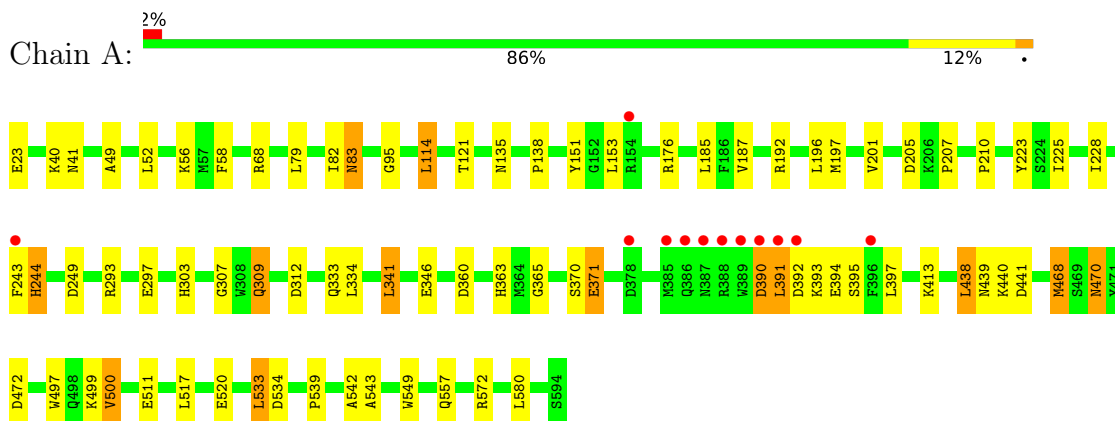 2%
Chain A:
86% 12% •
E23 K40 N41 A49 L52 K56 M57 F58 R68 L79 I82 N83 G95 L114 T121 N135 P138 Y151 G152 L153 R154 R176 L185 F186 V187 R192 L196 M197 V201 D205 K206 P207 P210 Y223 S224 I225 I228
F243 H244 D249 R293 E297 H303 G307 W308 Q309 D312 Q333 L334 L341 E346 D360 H363 M364 G365 S370 E371 D378 M385 Q386 N387 R388 W389 D390 L391 D392 K393 E394 S395 F396 L397 K413 L438 N439 K440 D441 M468 S469 N470 Y471
D472 W497 Q498 K499 V500 E511 L517 E520 L533 D534 P539 A542 A543 W549 Q557 R572 L580 S594